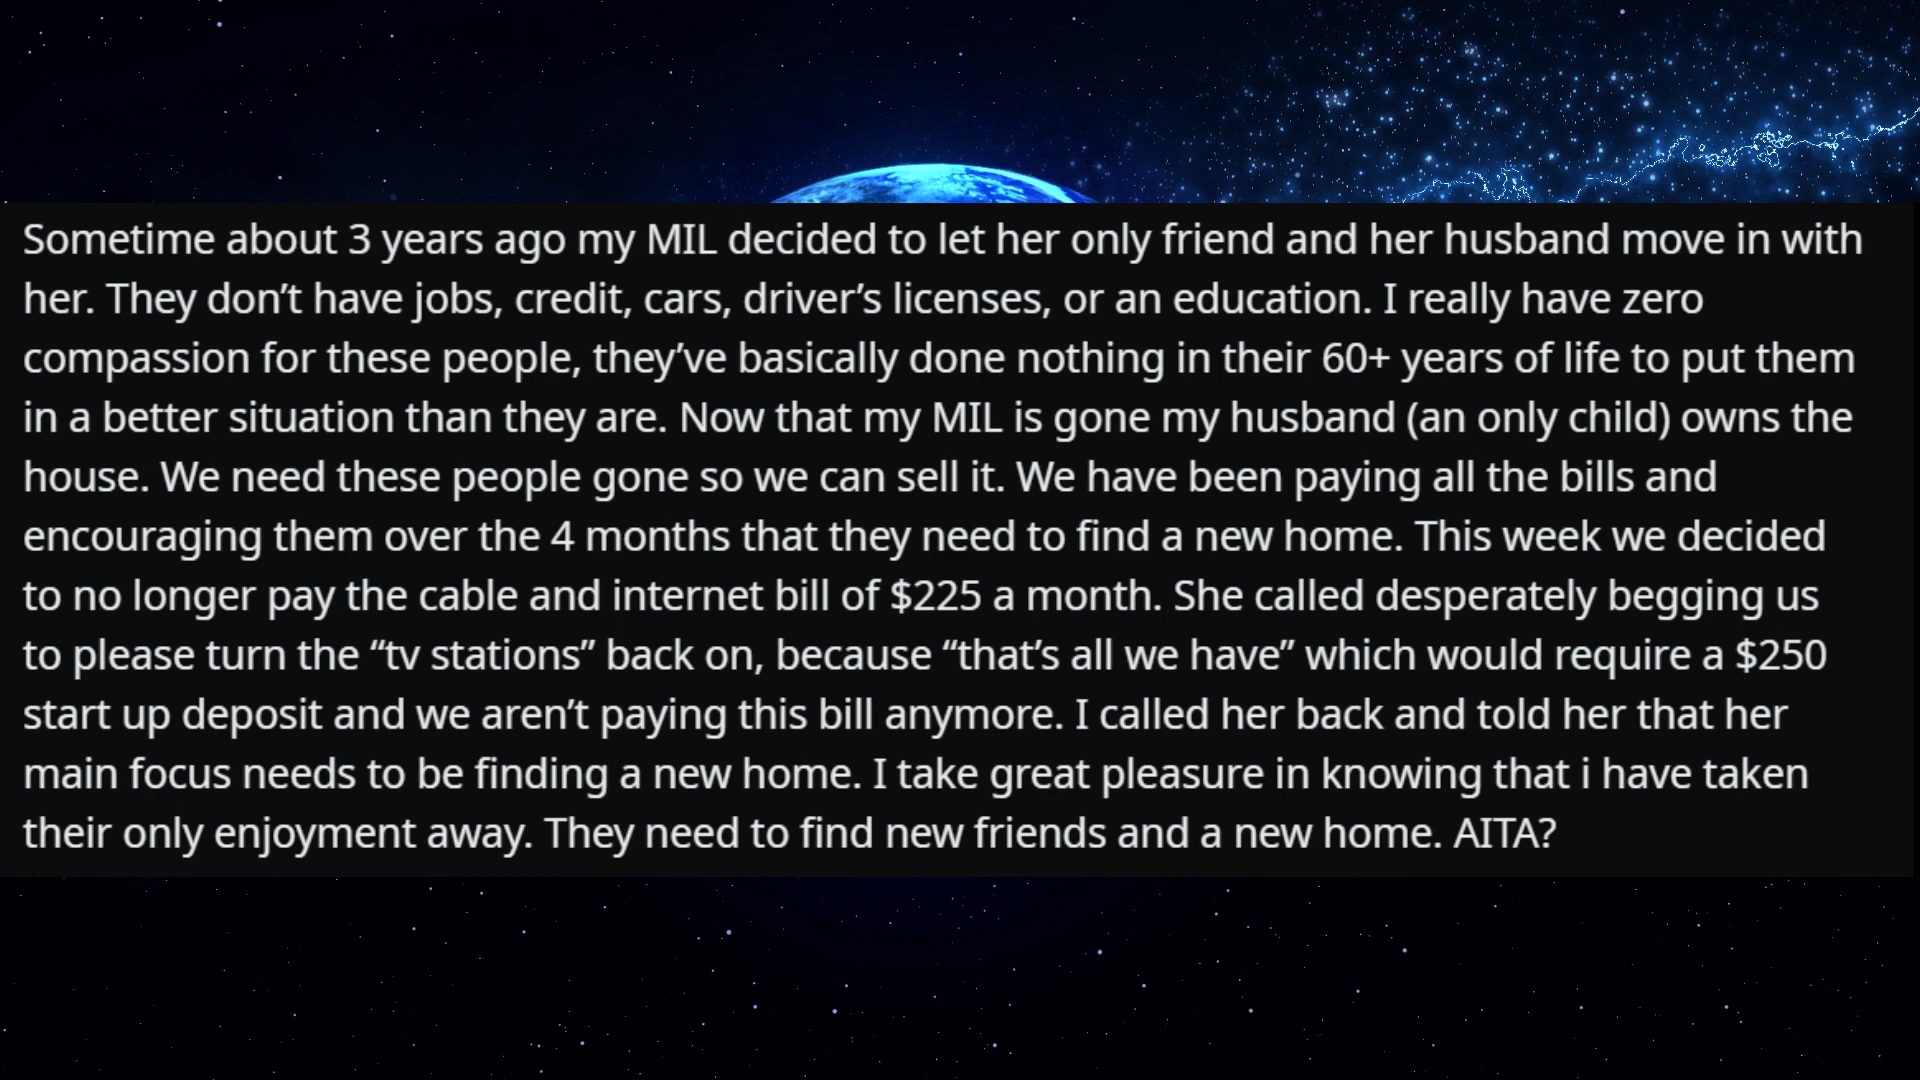 Sometime about 3 years ago my MIL decided to let her only friend and her husband move in with
her. They don’t have jobs, credit, cars, driver’s licenses, or an education. I really have zero
compassion for these people, they’ve basically done nothing in their 60+ years of life to put them
in a better situation than they are. Now that my MIL is gone my husband (an only child) owns the
house. We need these people gone so we can sell it. We have been paying all the bills and
encouraging them over the 4 months that they need to find a new home. This week we decided
to no longer pay the cable and internet bill of $225 a month. She called desperately begging us
to please turn the “tv stations” back on, because “that’s all we have” which would require a $250
start up deposit and we aren’t paying this bill anymore. I called her back and told her that her
main focus needs to be finding a new home. I take great pleasure in knowing that i have taken
their only enjoyment away. They need to find new friends and a new home. AITA?